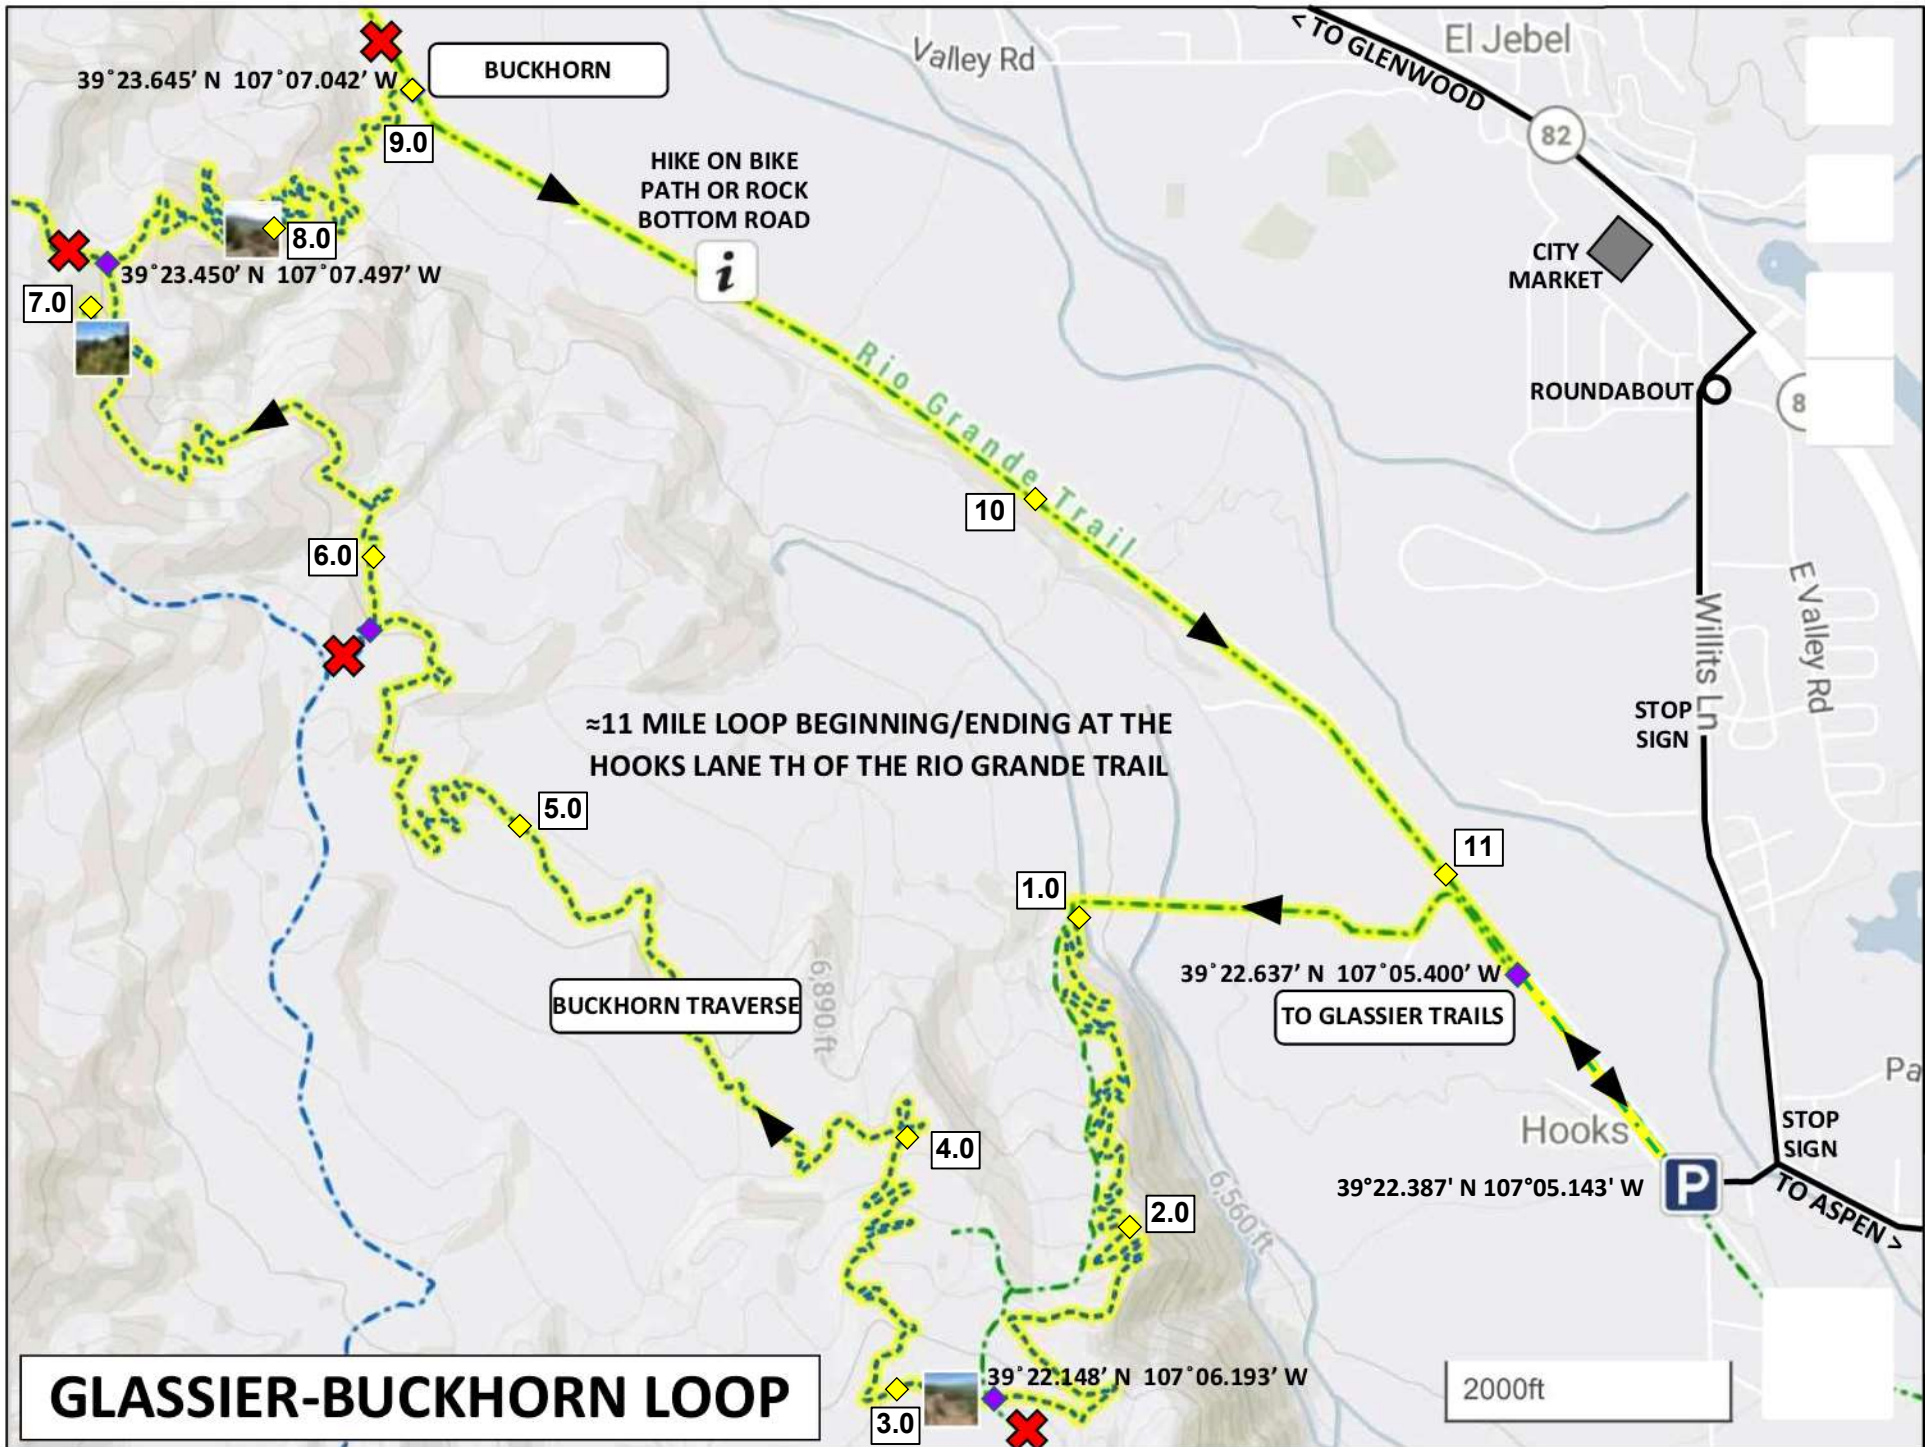 < TO GLENWOOD
El Jebel
Valley Rd
BUCKHORN
39°23.645' N 107°07.042' W
82
9.0
HIKE ON BIKE
PATH OR ROCK
BOTTOM ROAD
i
8.0
CITY
MARKET
39°23.450' N 107°07.497' W
7.0
ROUNDABOUT
8
Rio Grande Trail
10
6.0
E Valley Rd
Willits Ln
STOP
SIGN
≈11 MILE LOOP BEGINNING/ENDING AT THE
HOOKS LANE TH OF THE RIO GRANDE TRAIL
5.0
11
1.0
6,890 ft
39°22.637' N 107°05.400' W
BUCKHORN TRAVERSE
TO GLASSIER TRAILS
Pa
Hooks
STOP
SIGN
4.0
39°22.387' N 107°05.143' W
P
TO ASPEN >
2.0
6,560 ft
39°22.148' N 107°06.193' W
GLASSIER-BUCKHORN LOOP
3.0
2000ft